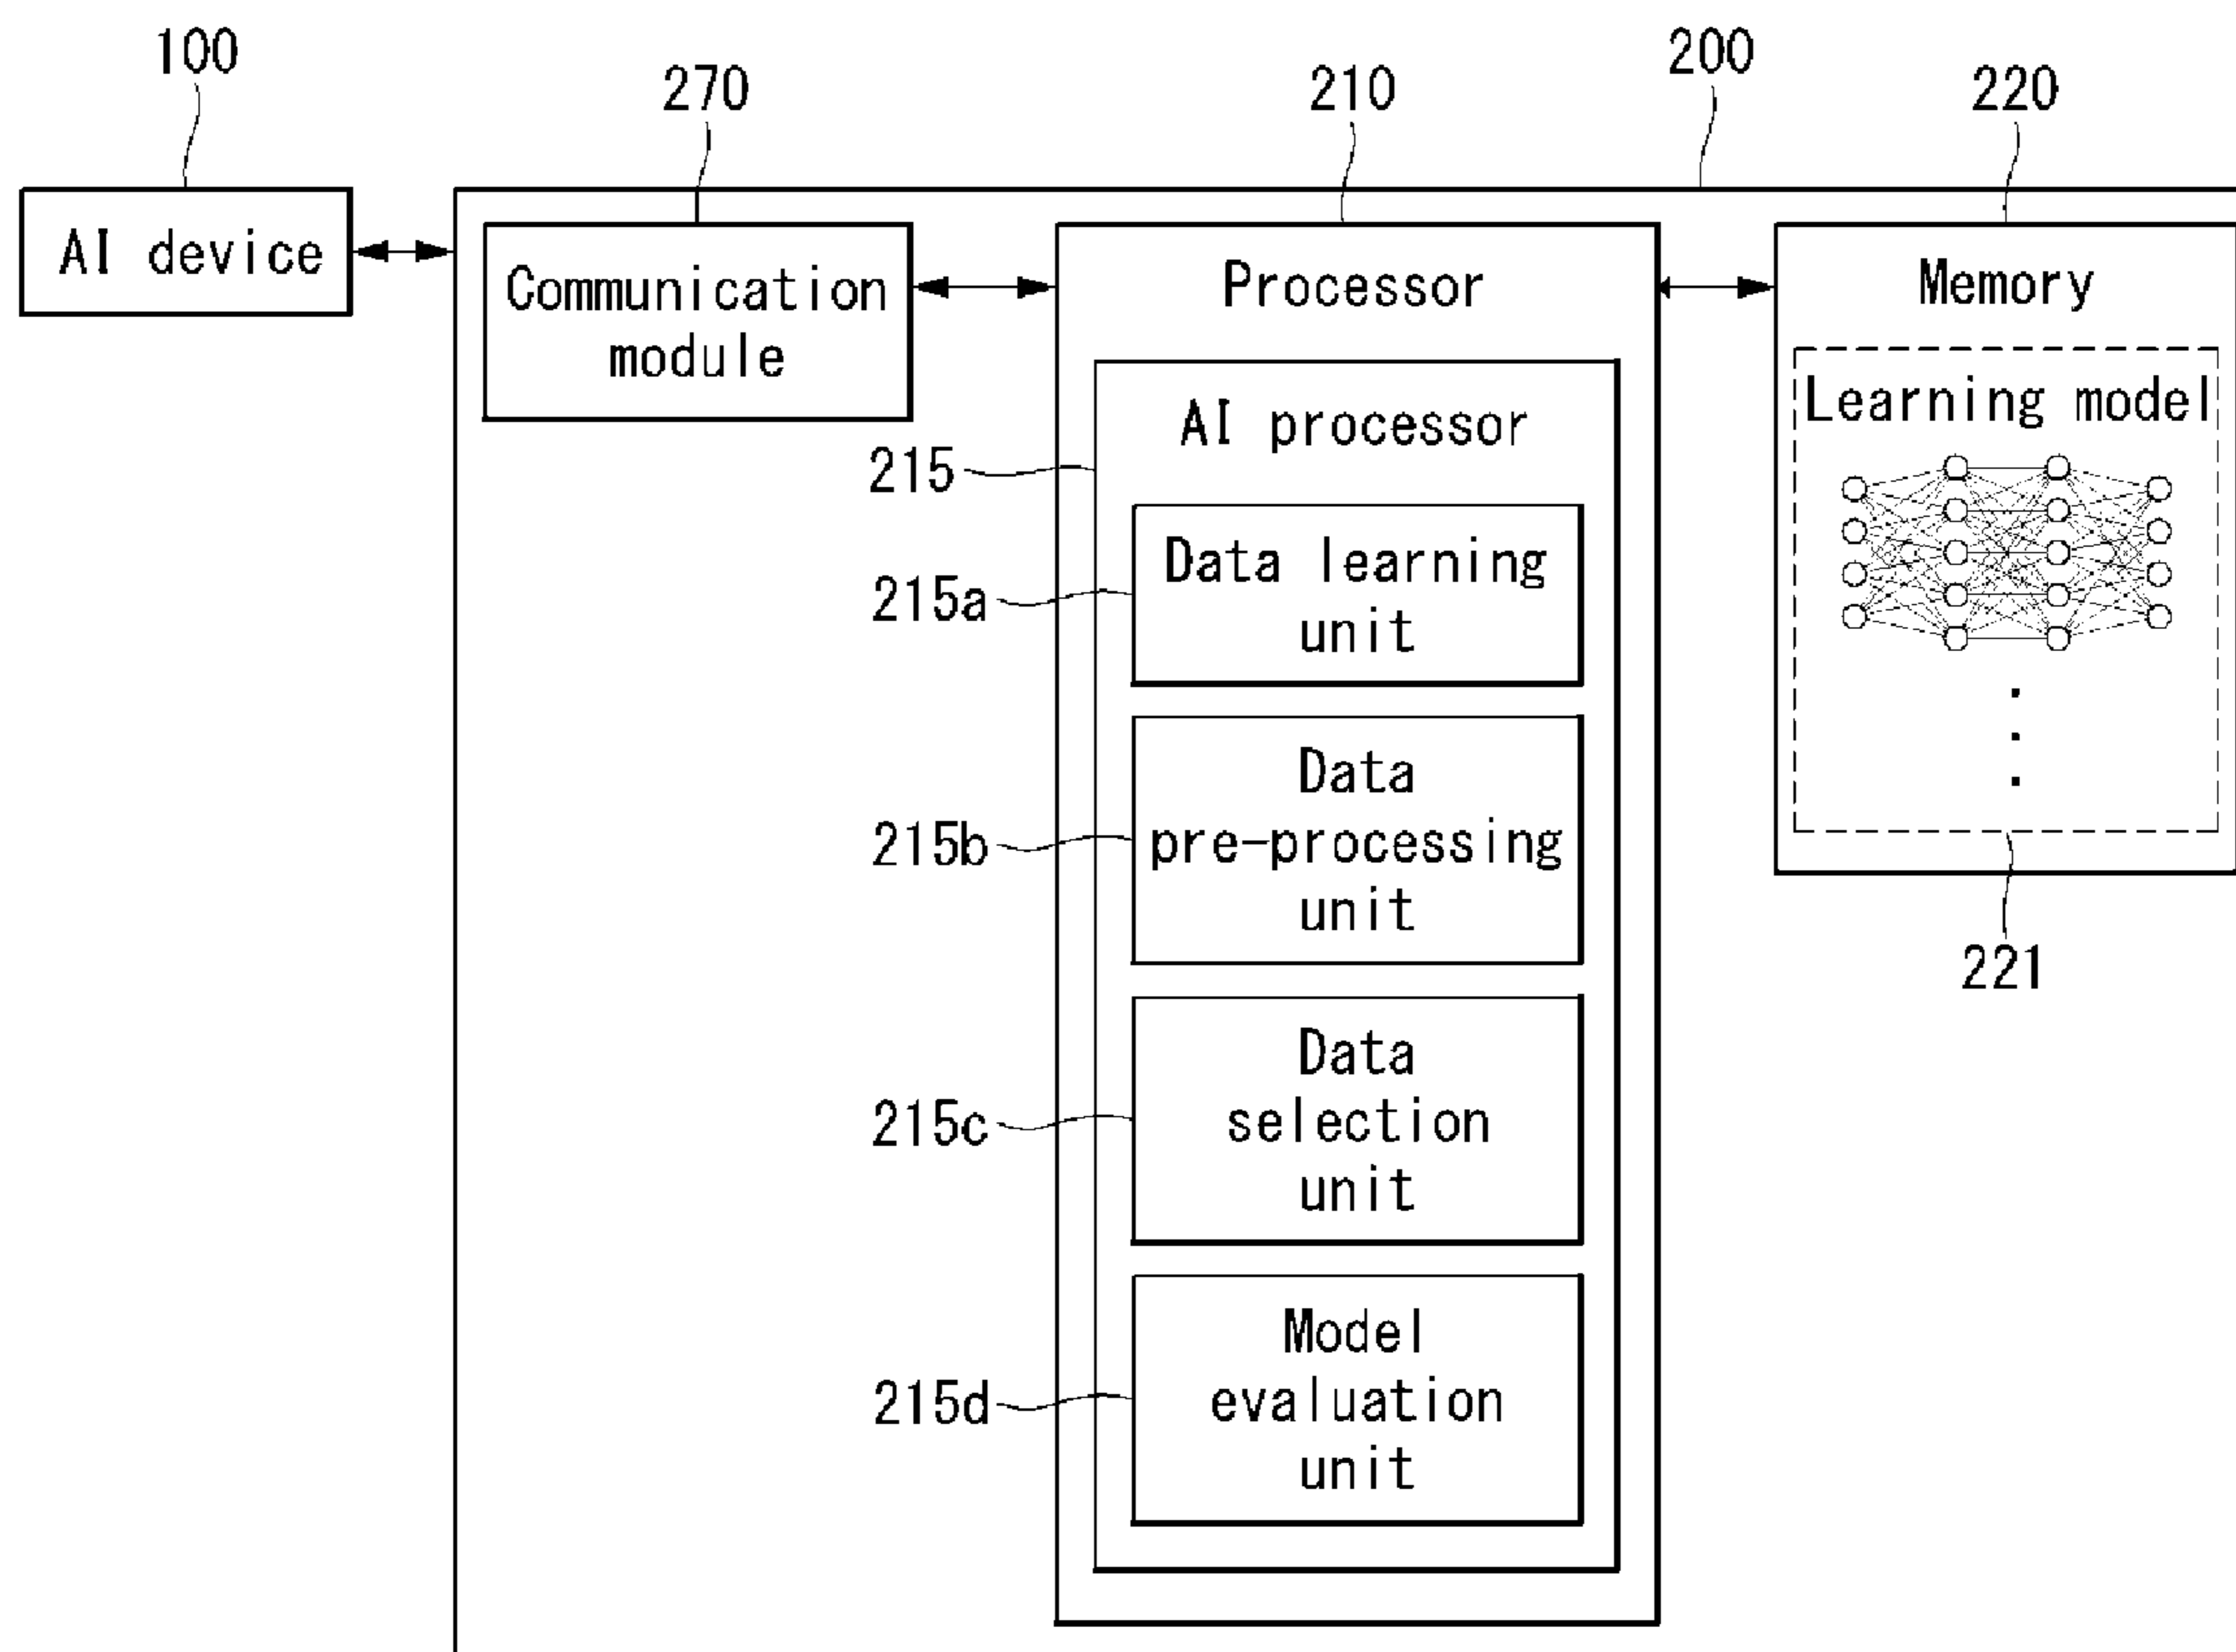 100
270
210
200
220
AI device
Communication
module
Processor
Memory
Learning model
AI processor
215
Data learning
unit
215a
Data
pre-processing
unit
215b
221
Data
selection
unit
215c
Model
evaluation
unit
215d